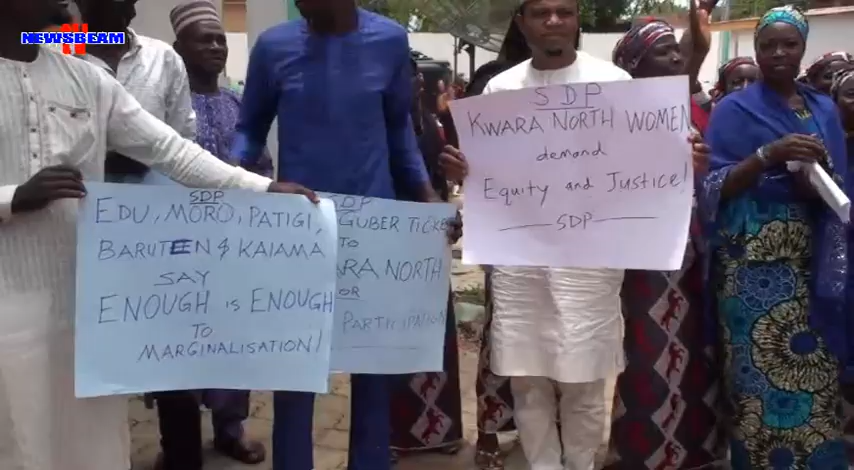 NEWSBEAM
SDP
EDU, MORO, PATIGI,
BARUTEEN & KAIAMA
SAY
ENOUGH is ENOUGH
TO
MARGINALISATION!
GUBER TICKE
TO
ARA NORTH
OR
PARTICIPATION
SDP
KWARA NORTH WOMEN
demand
Equity and Justice!
SDP